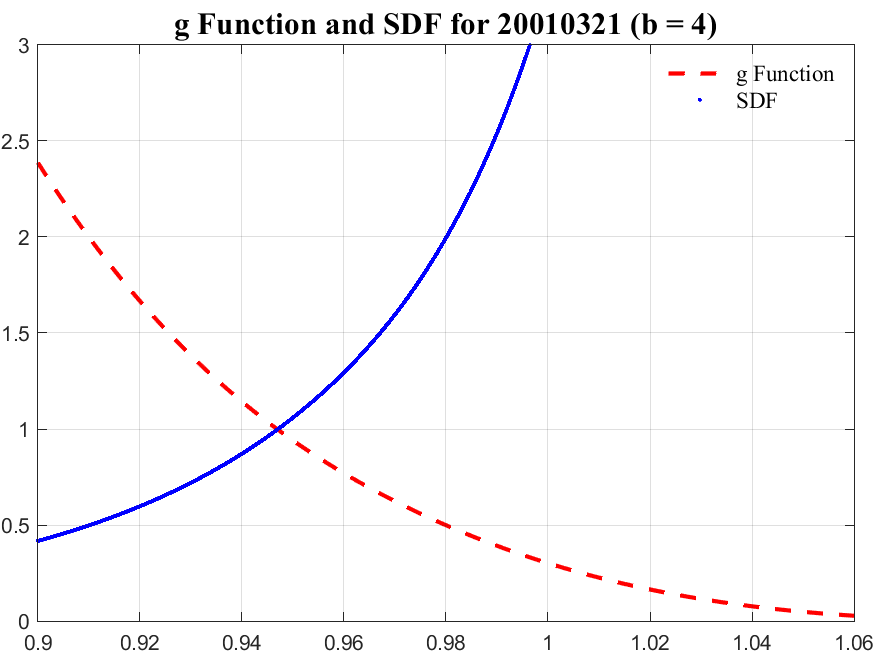 g Function and SDF for 20010321 (b = 4)
g Function
SDF
3
2.5
2
1.5
1
0.5
0
0.9 0.92 0.94 0.96 0.98 1 1.02 1.04 1.06